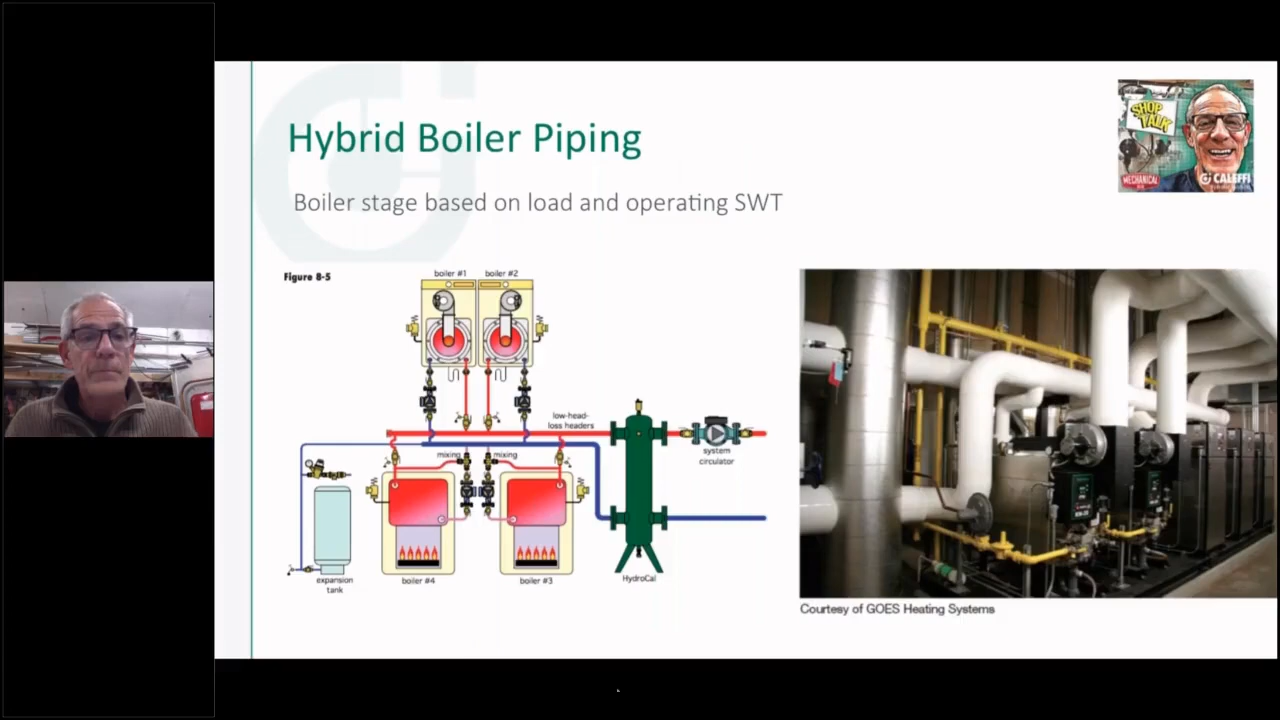 Hybrid Boiler Piping
SHOP
TALK
MECHANICAL
CALEFFI
Boiler stage based on load and operating SWT
Figure 8-5
boiler #1
boiler #2
low-head-
loss headers
mixing
mixing
system
circulator
expansion
tank
boiler #4
boiler #3
HydroCal
Courtesy of GOES Heating Systems